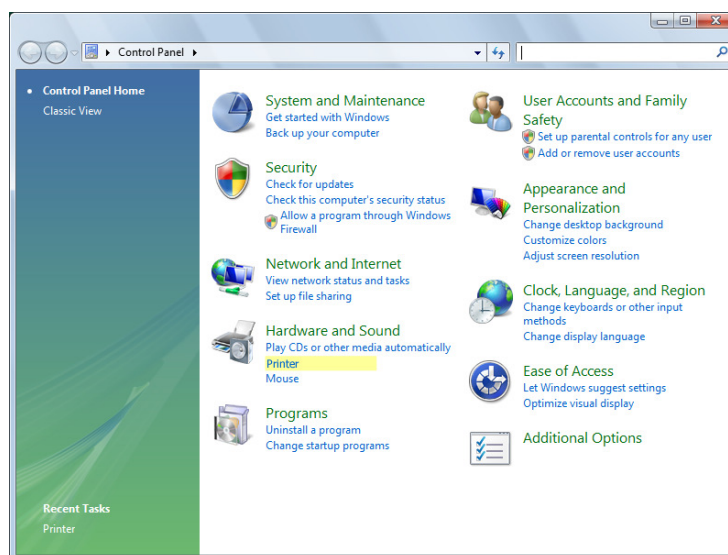 Control Panel
Control Panel Home
Classic View
System and Maintenance
Get started with Windows
Back up your computer
Security
Check for updates
Check this computer's security status
Allow a program through Windows
Firewall
Network and Internet
View network status and tasks
Set up file sharing
Hardware and Sound
Play CDs or other media automatically
Printer
Mouse
Programs
Uninstall a program
Change startup programs
User Accounts and Family
Safety
Set up parental controls for any user
Add or remove user accounts
Appearance and
Personalization
Change desktop background
Customize colors
Adjust screen resolution
Clock, Language, and Region
Change keyboards or other input
methods
Change display language
Ease of Access
Let Windows suggest settings
Optimize visual display
Additional Options
Recent Tasks
Printer